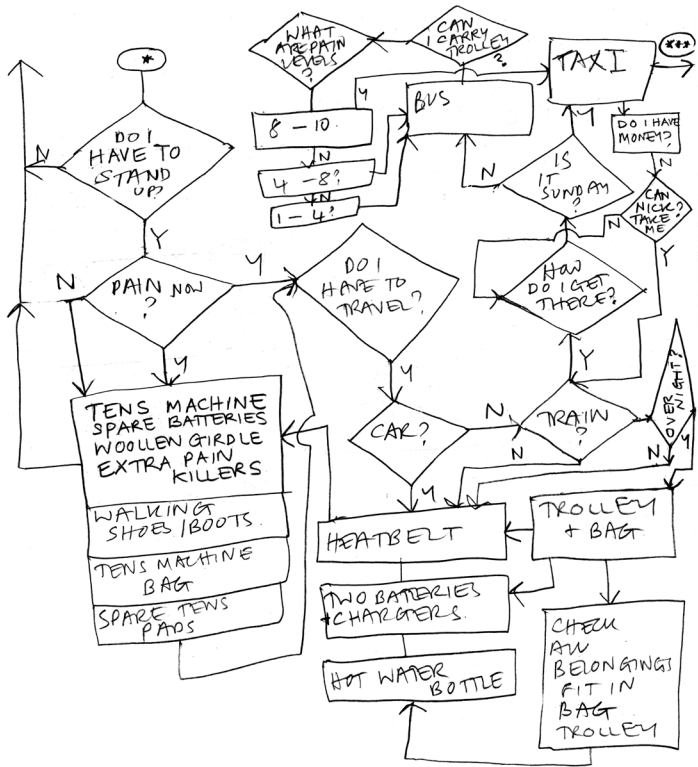 WHAT
ARE PAIN
LEVELS
?
CAN
I CARRY
TROLLEY
?
TAXI
***
*
8 – 10.
Y
BUS
DO I HAVE
MONEY?
N
4 – 8?
N
1 – 4?
DO I
HAVE TO
STAND
UP?
N
Y
IS
IT
SUNDAY
?
Y
N
N
CAN
NICK?
TAKE
ME
N
Y
PAIN NOW
?
N
Y
Y
DO I
HAVE TO
TRAVEL?
Y
HOW
DO I GET
THERE?
Y
TENS MACHINE
SPARE BATTERIES
WOOLLEN GIRDLE
EXTRA PAIN
KILLERS
WALKING
SHOES/BOOTS.
TENS MACHINE
BAG
SPARE TENS
PADS
CAR?
N
Y
TRAIN
?
N
OVER
NIGHT?
N
Y
HEATBELT
TROLLEY
+ BAG
TWO BATTERIES
+ CHARGERS.
HOT WATER
BOTTLE
CHECK
ALL
BELONGINGS
FIT IN
BAG
TROLLEY